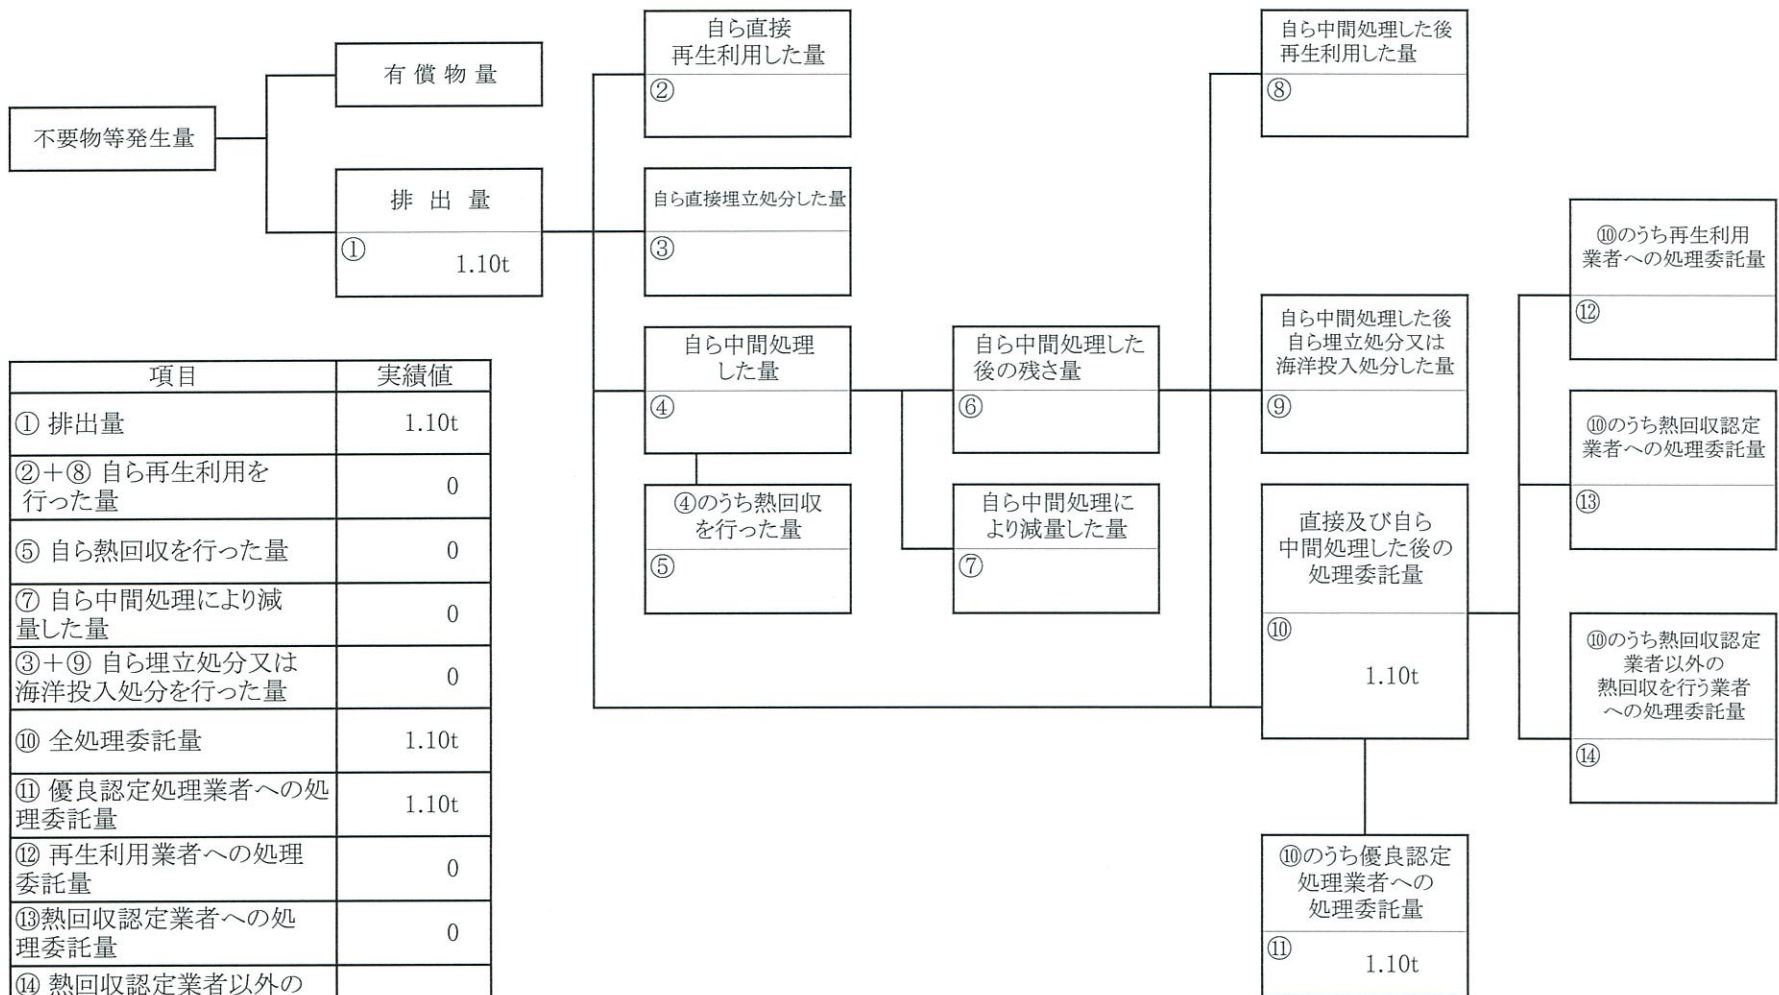 不要物等発生量
有償物量
排出量
①
1.10t
自ら直接
再生利用した量
②
自ら直接埋立処分した量
③
自ら中間処理
した量
④
④のうち熱回収
を行った量
⑤
自ら中間処理した
後の残さ量
⑥
自ら中間処理に
より減量した量
⑦
自ら中間処理した後
再生利用した量
⑧
自ら中間処理した後
自ら埋立処分又は
海洋投入処分した量
⑨
直接及び自ら
中間処理した後の
処理委託量
⑩
1.10t
⑩のうち優良認定
処理業者への
処理委託量
⑪
1.10t
⑩のうち再生利用
業者への処理委託量
⑫
⑩のうち熱回収認定
業者への処理委託量
⑬
⑩のうち熱回収認定
業者以外の
熱回収を行う業者
への処理委託量
⑭
項目 実績値
① 排出量 1.10t
②+⑧ 自ら再生利用を
行った量 0
⑤ 自ら熱回収を行った量 0
⑦ 自ら中間処理により減
量した量 0
③+⑨ 自ら埋立処分又は
海洋投入処分を行った量 0
⑩ 全処理委託量 1.10t
⑪ 優良認定処理業者への処
理委託量 1.10t
⑫ 再生利用業者への処理
委託量 0
⑬熱回収認定業者への処
理委託量 0
⑭ 熱回収認定業者以外の